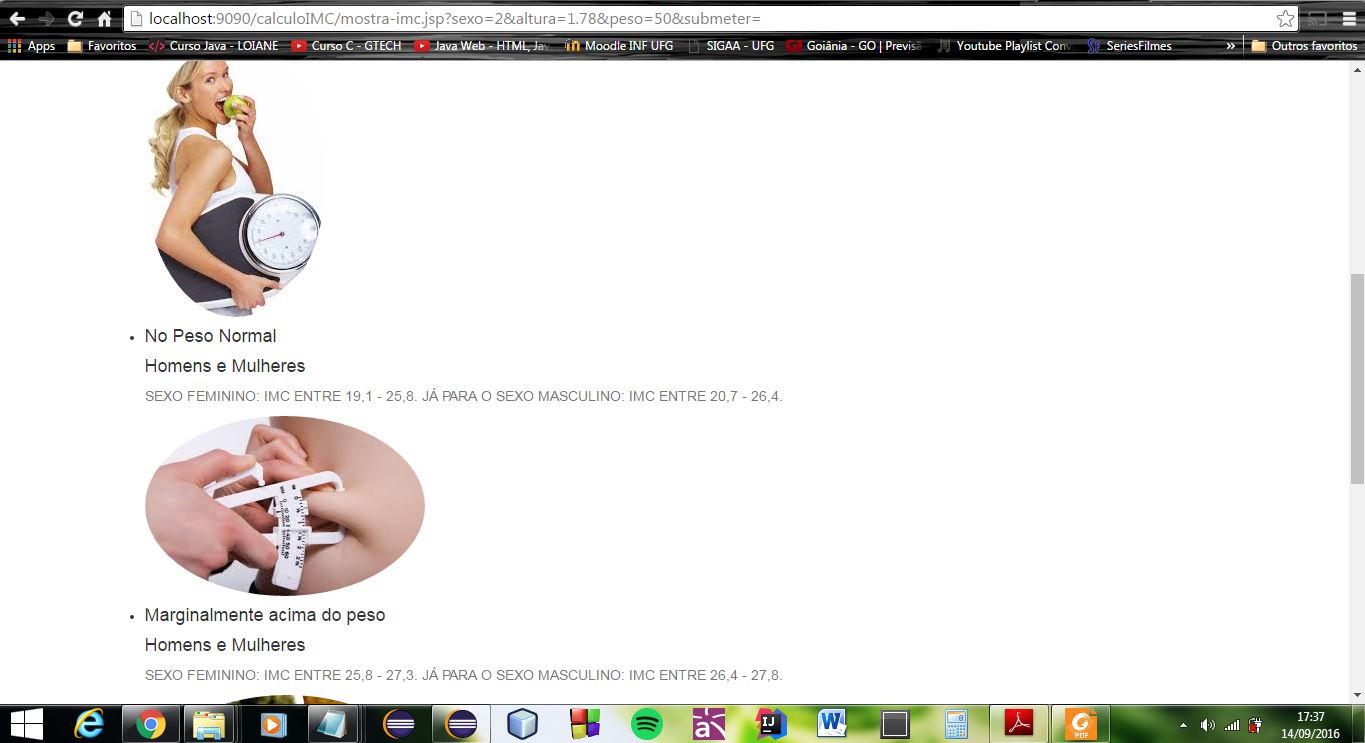 localhost:9090/calculoIMC/mostra-imc.jsp?sexo=2&altura=1.78&peso=50&submeter=
Apps Favoritos Curso Java - LOIANE Curso C - GTECH Java Web - HTML, Jav Moodle INF UFG SIGAA - UFG Goiânia - GO | Previsã Youtube Playlist Conv SeriesFilmes » Outros favoritos
• No Peso Normal
Homens e Mulheres
SEXO FEMININO: IMC ENTRE 19,1 - 25,8. JÁ PARA O SEXO MASCULINO: IMC ENTRE 20,7 - 26,4.
• Marginalmente acima do peso
Homens e Mulheres
SEXO FEMININO: IMC ENTRE 25,8 - 27,3. JÁ PARA O SEXO MASCULINO: IMC ENTRE 26,4 - 27,8.
IJ
W
PDF
17:37
14/09/2016